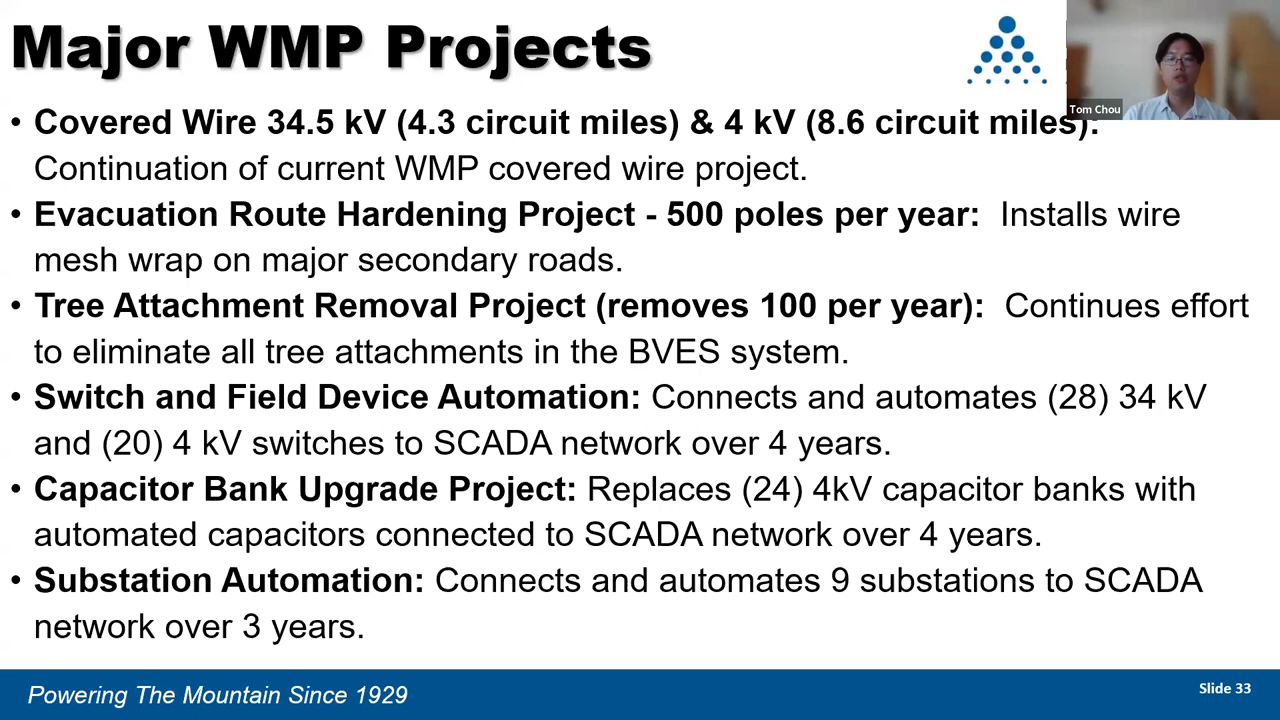 Major WMP Projects
Tom Chou
• Covered Wire 34.5 kV (4.3 circuit miles) & 4 kV (8.6 circuit miles):
Continuation of current WMP covered wire project.
• Evacuation Route Hardening Project - 500 poles per year: Installs wire
mesh wrap on major secondary roads.
• Tree Attachment Removal Project (removes 100 per year): Continues effort
to eliminate all tree attachments in the BVES system.
• Switch and Field Device Automation: Connects and automates (28) 34 kV
and (20) 4 kV switches to SCADA network over 4 years.
• Capacitor Bank Upgrade Project: Replaces (24) 4kV capacitor banks with
automated capacitors connected to SCADA network over 4 years.
• Substation Automation: Connects and automates 9 substations to SCADA
network over 3 years.
Powering The Mountain Since 1929
Slide 33